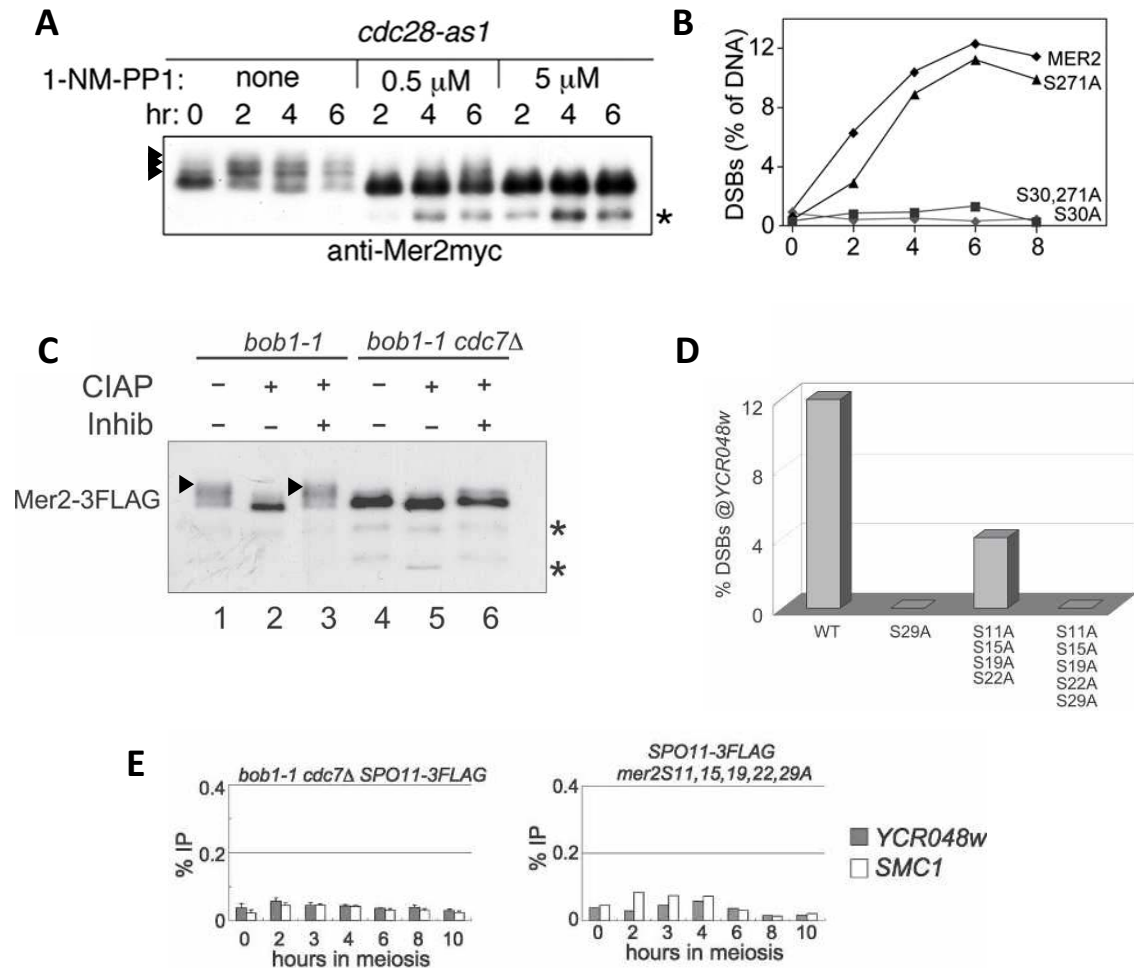 A
cdc28-as1
1-NM-PP1: none 0.5 μM 5 μM
hr: 0 2 4 6 2 4 6 2 4 6
*
anti-Mer2myc
B
DSBs (% of DNA)
12
8
4
0
MER2
S271A
S30,271A
S30A
0 2 4 6 8
C
bob1-1 bob1-1 cdc7Δ
CIAP − + + − + +
Inhib − − + − − +
Mer2-3FLAG
*
*
1 2 3 4 5 6
D
% DSBs @YCR048w
12
8
4
0
WT S29A S11A S11A
S15A S15A
S19A S19A
S22A S22A
S29A
E
bob1-1 cdc7Δ SPO11-3FLAG
% IP
0.4
0.2
0
0 2 3 4 6 8 10
hours in meiosis
SPO11-3FLAG
mer2S11,15,19,22,29A
% IP
0.4
0.2
0
0 2 3 4 6 8 10
hours in meiosis
YCR048w
SMC1